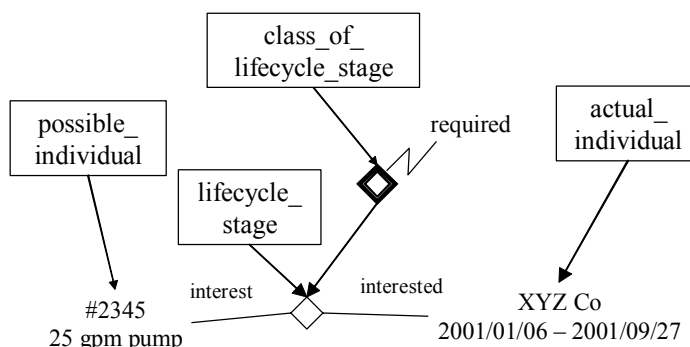 class_of_
lifecycle_stage
possible_
individual
required
actual_
individual
lifecycle_
stage
interest
interested
#2345
25 gpm pump
XYZ Co
2001/01/06 – 2001/09/27